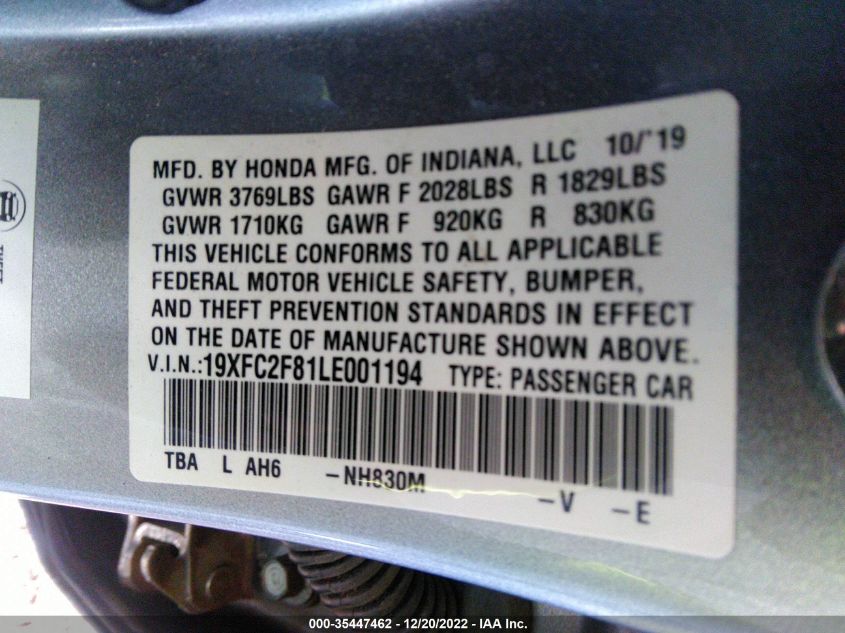 MFD. BY HONDA MFG. OF INDIANA, LLC 10/'19
GVWR 3769LBS GAWR F 2028LBS R 1829LBS
GVWR 1710KG GAWR F 920KG R 830KG
THIS VEHICLE CONFORMS TO ALL APPLICABLE
FEDERAL MOTOR VEHICLE SAFETY, BUMPER,
AND THEFT PREVENTION STANDARDS IN EFFECT
ON THE DATE OF MANUFACTURE SHOWN ABOVE.
V.I.N.:19XFC2F81LE001194 TYPE: PASSENGER CAR
TBA L AH6 -NH830M -V -E
THEFT
000-35447462 - 12/20/2022 - IAA Inc.